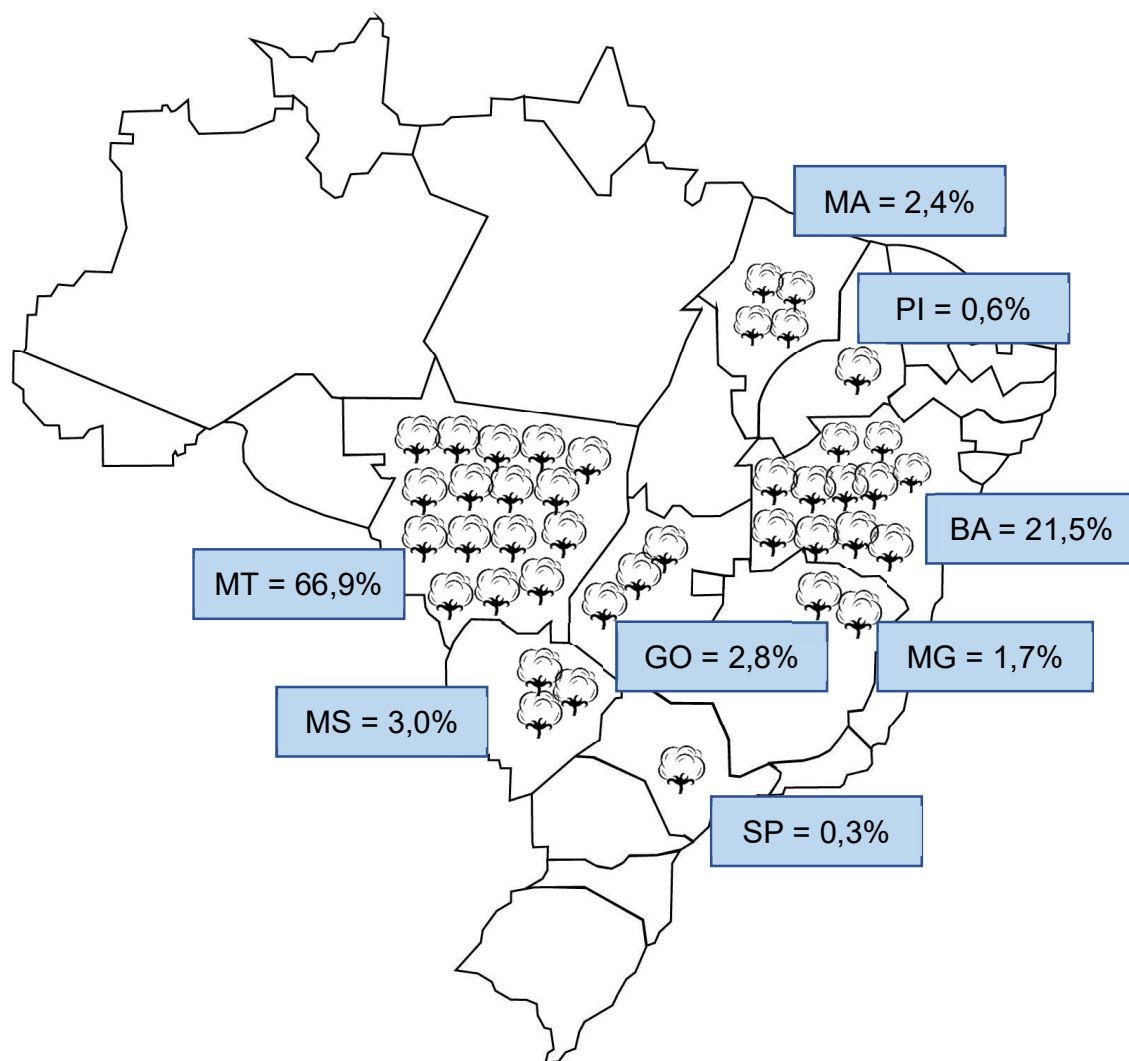 MA = 2,4%
PI = 0,6%
BA = 21,5%
MT = 66,9%
GO = 2,8%
MG = 1,7%
MS = 3,0%
SP = 0,3%